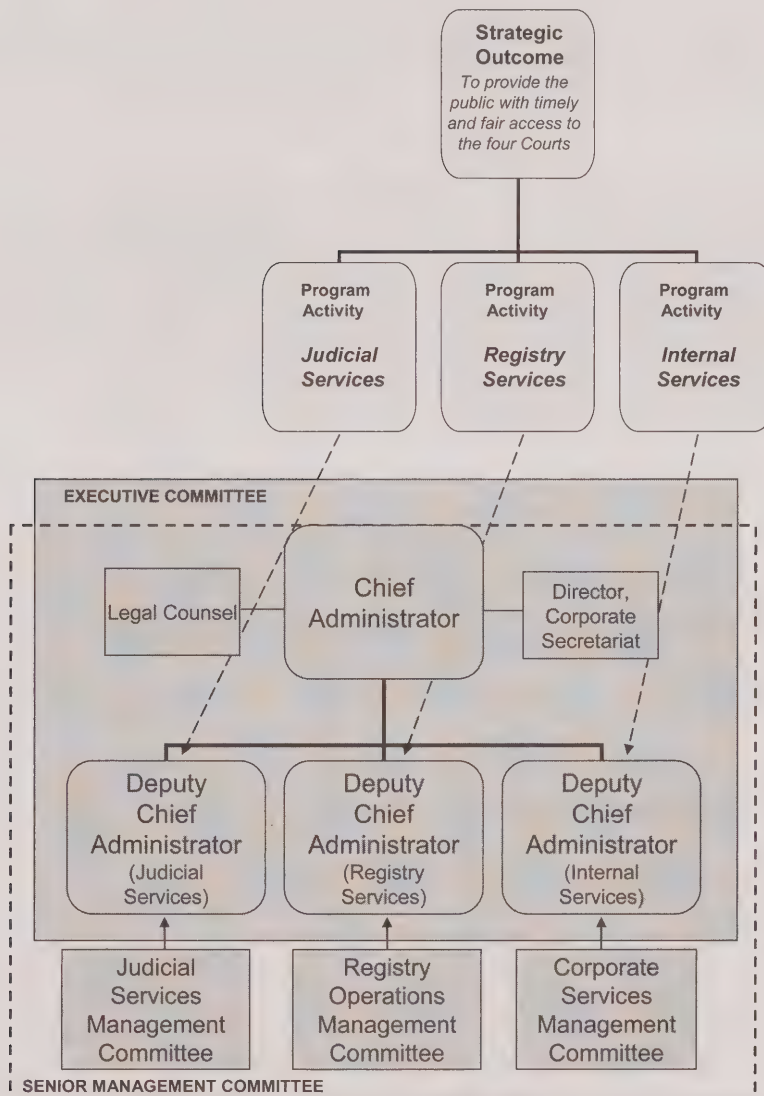 Strategic
Outcome
To provide the
public with timely
and fair access to
the four Courts
Program
Activity
Judicial
Services
Program
Activity
Registry
Services
Program
Activity
Internal
Services
EXECUTIVE COMMITTEE
Legal Counsel
Chief
Administrator
Director,
Corporate
Secretariat
Deputy
Chief
Administrator
(Judicial
Services)
Deputy
Chief
Administrator
(Registry
Services)
Deputy
Chief
Administrator
(Internal
Services)
Judicial
Services
Management
Committee
Registry
Operations
Management
Committee
Corporate
Services
Management
Committee
SENIOR MANAGEMENT COMMITTEE